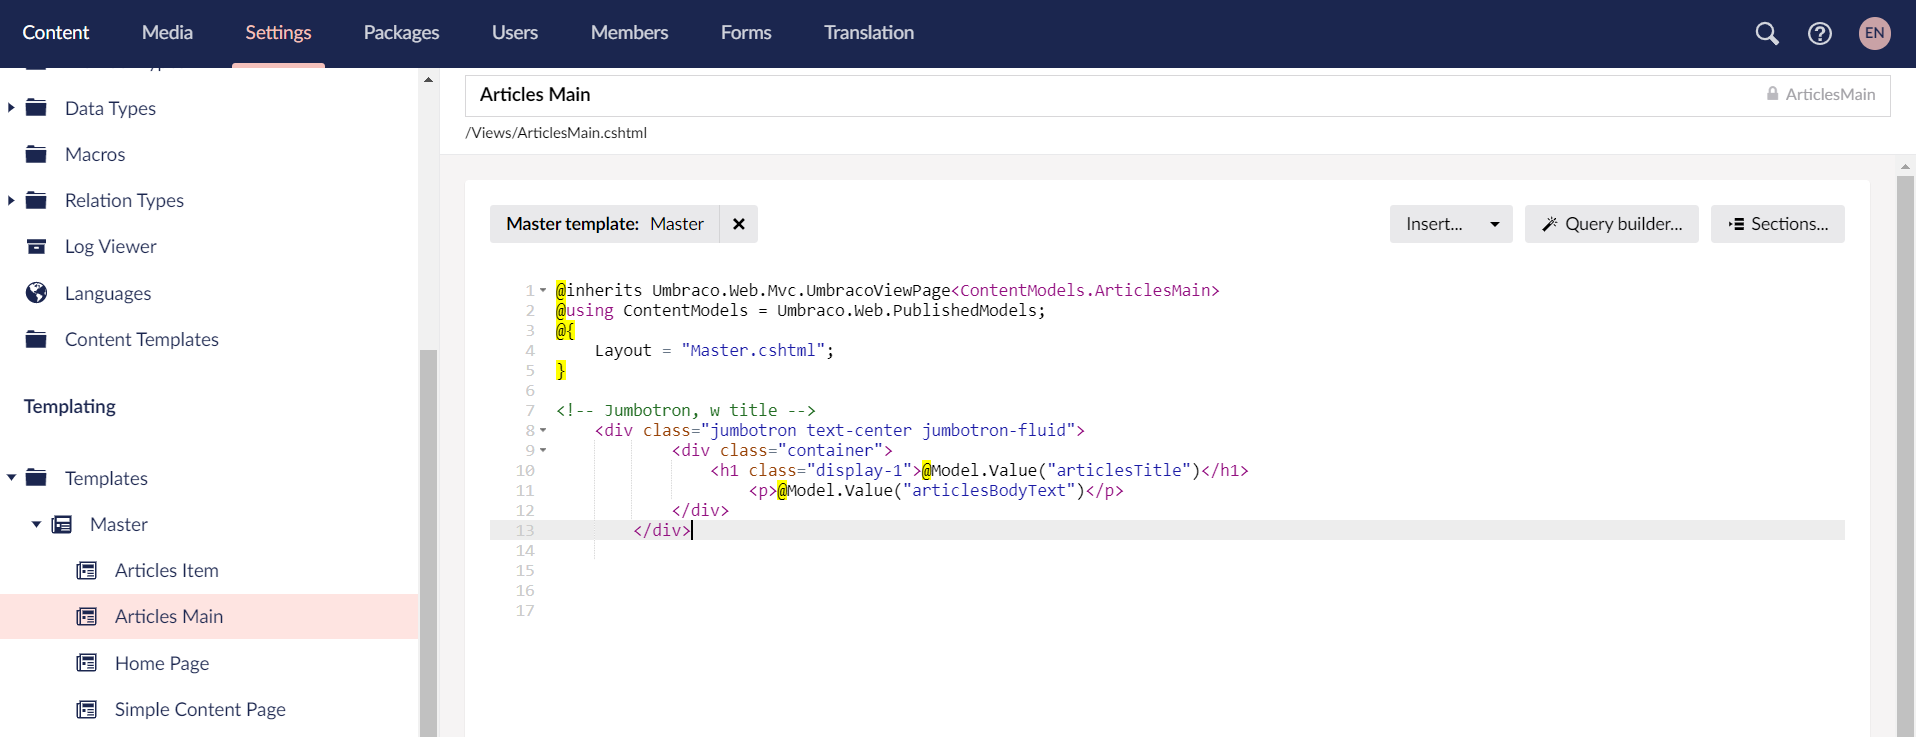 Content Media Settings Packages Users Members Forms Translation EN
Data Types
Macros
Relation Types
Log Viewer
Languages
Content Templates
Templating
Templates
Master
Articles Item
Articles Main
Home Page
Simple Content Page
Articles Main ArticlesMain
/Views/ArticlesMain.cshtml
Master template: Master Insert... Query builder... Sections...
1 @inherits Umbraco.Web.Mvc.UmbracoViewPage<ContentModels.ArticlesMain>
2 @using ContentModels = Umbraco.Web.PublishedModels;
3 @{
4     Layout = "Master.cshtml";
5 }
6
7 <!-- Jumbotron, w title -->
8     <div class="jumbotron text-center jumbotron-fluid">
9             <div class="container">
10                 <h1 class="display-1">@Model.Value("articlesTitle")</h1>
11                     <p>@Model.Value("articlesBodyText")</p>
12             </div>
13         </div>
14
15
16
17